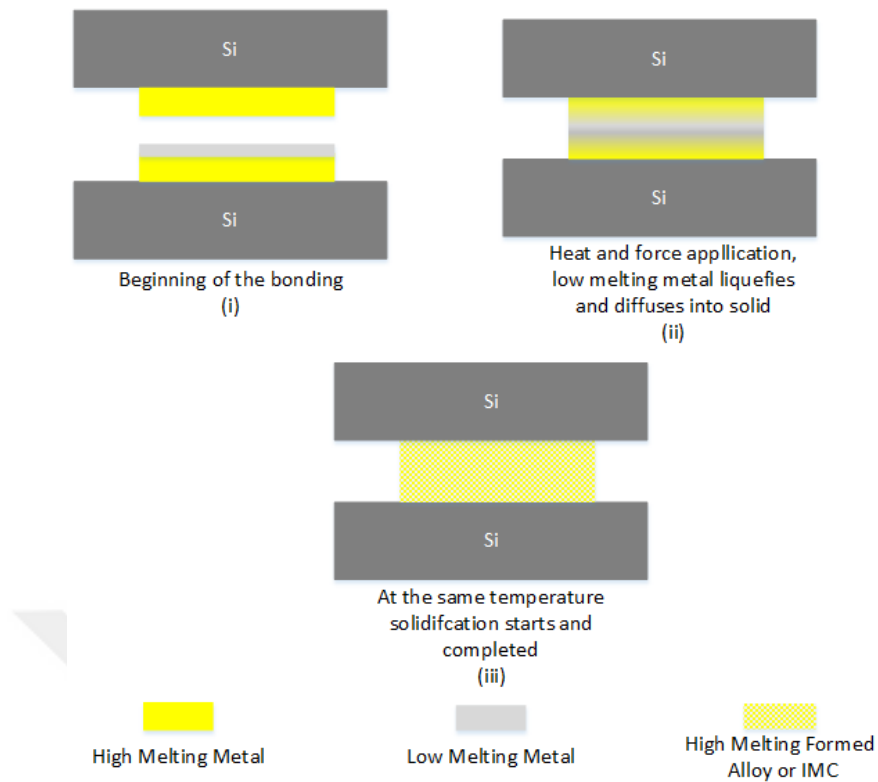 Si
Si
Beginning of the bonding
(i)
Si
Si
Heat and force appllication,
low melting metal liquefies
and diffuses into solid
(ii)
Si
Si
At the same temperature
solidifcation starts and
completed
(iii)
High Melting Metal
Low Melting Metal
High Melting Formed
Alloy or IMC